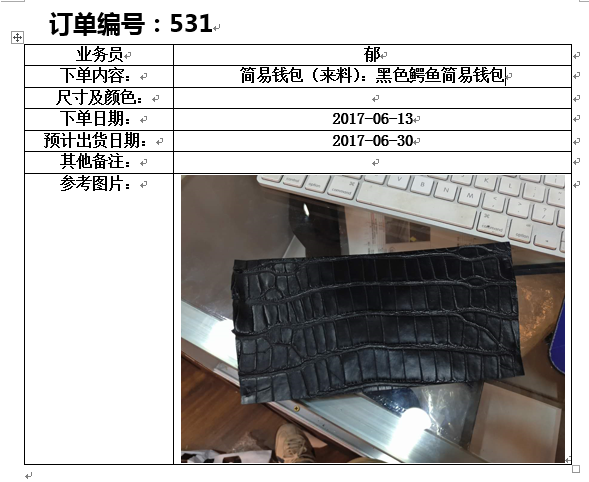 订单编号：531
业务员
郁
下单内容：
简易钱包（来料）：黑色鳄鱼简易钱包
尺寸及颜色：
下单日期：
2017-06-13
预计出货日期：
2017-06-30
其他备注：
参考图片：